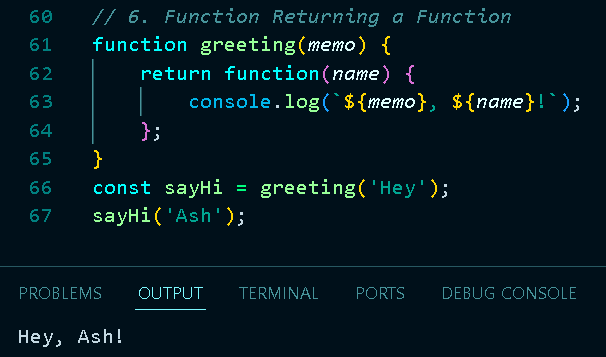 60 // 6. Function Returning a Function
61 function greeting(memo) {
62 return function(name) {
63 console.log(`${memo}, ${name}!`);
64 };
65 }
66 const sayHi = greeting('Hey');
67 sayHi('Ash');
PROBLEMS OUTPUT TERMINAL PORTS DEBUG CONSOLE
Hey, Ash!